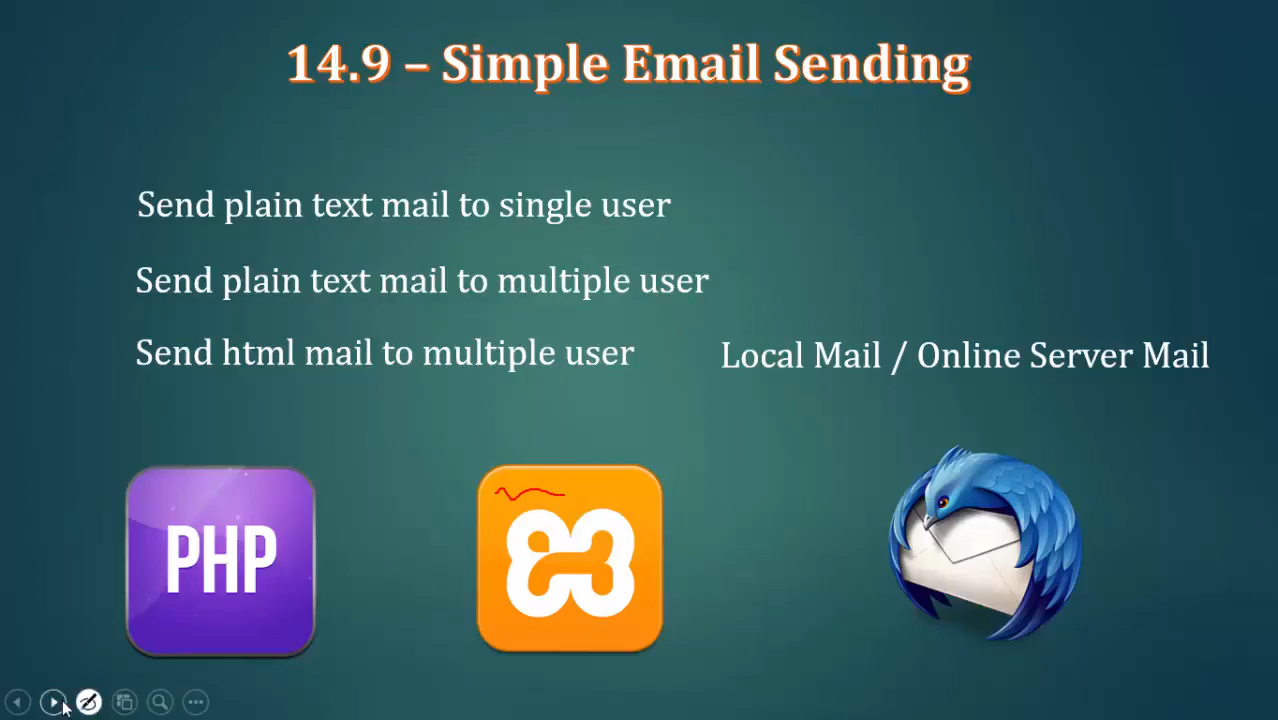 14.9 – Simple Email Sending
Send plain text mail to single user
Send plain text mail to multiple user
Send html mail to multiple user
Local Mail / Online Server Mail
PHP